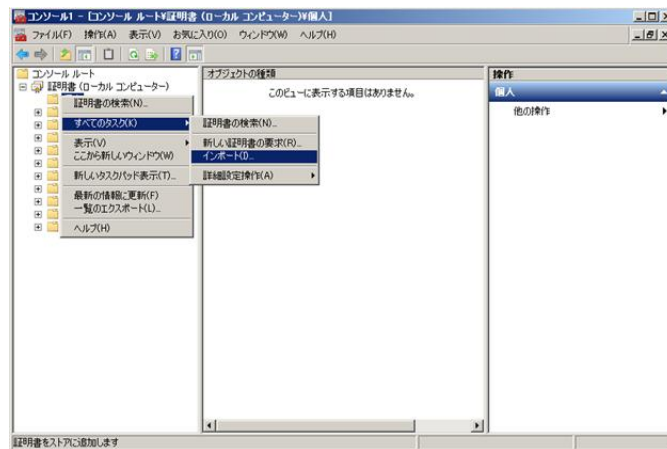 コンソール1 - [コンソール ルート¥証明書 (ローカル コンピューター)¥個人]
ファイル(F) 操作(A) 表示(V) お気に入り(O) ウィンドウ(W) ヘルプ(H)
コンソール ルート
証明書 (ローカル コンピューター)
証明書の検索(N)...
すべてのタスク(K)
表示(V)
ここから新しいウィンドウ(W)
新しいタスクパッド表示(T)...
最新の情報に更新(F)
一覧のエクスポート(L)...
ヘルプ(H)
証明書の検索(N)...
新しい証明書の要求(R)...
インポート(I)...
詳細設定操作(A)
オブジェクトの種類
このビューに表示する項目はありません。
操作
個人
他の操作
証明書をストアに追加します